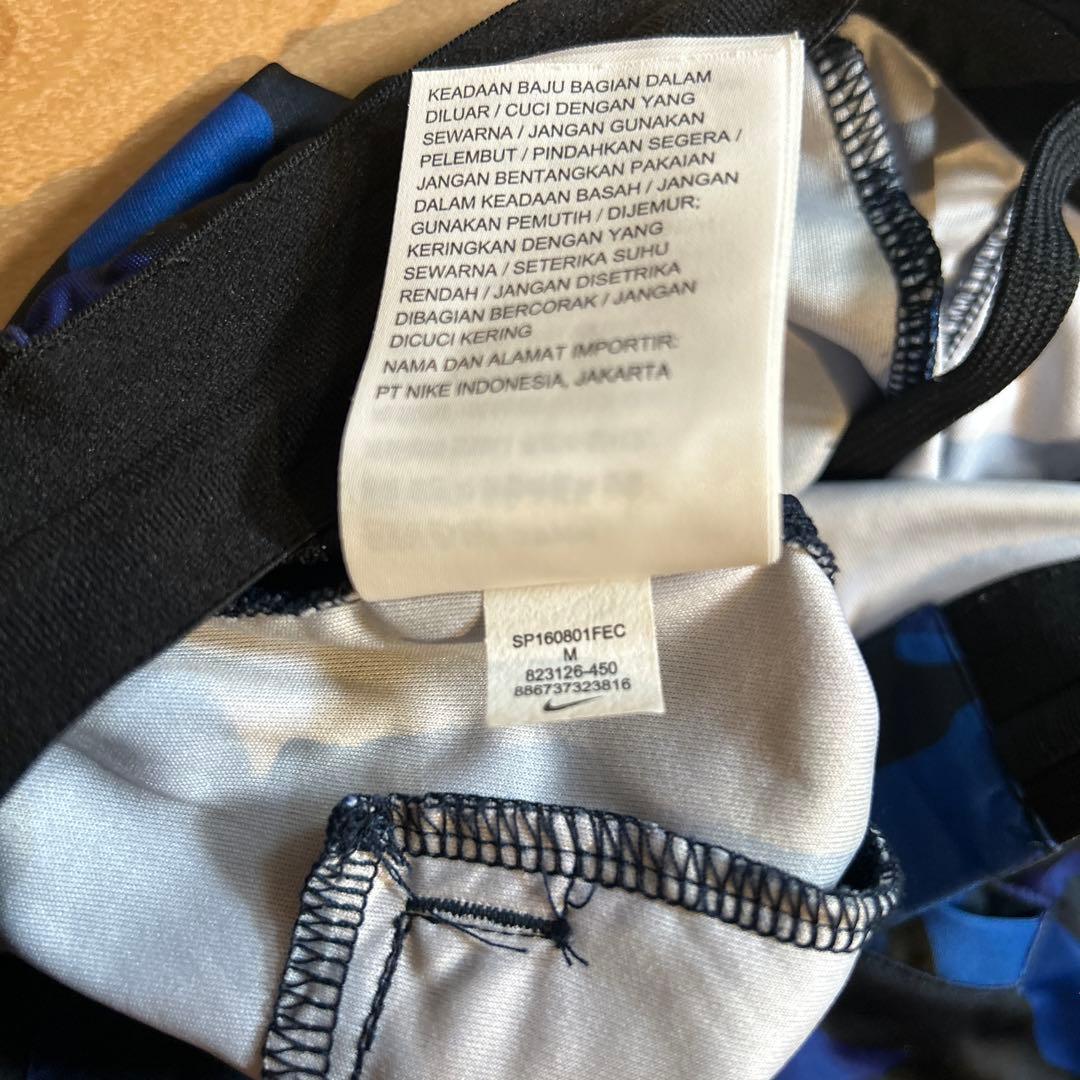 KEADAAN BAJU BAGIAN DALAM
DILUAR / CUCI DENGAN YANG
SEWARNA / JANGAN GUNAKAN
PELEMBUT / PINDAHKAN SEGERA /
JANGAN BENTANGKAN PAKAIAN
DALAM KEADAAN BASAH / JANGAN
GUNAKAN PEMUTIH / DIJEMUR;
KERINGKAN DENGAN YANG
SEWARNA / SETERIKA SUHU
RENDAH / JANGAN DISETRIKA
DIBAGIAN BERCORAK / JANGAN
DICUCI KERING
NAMA DAN ALAMAT IMPORTIR:
PT NIKE INDONESIA, JAKARTA
SP160801FEC
M
823126-450
886737323816